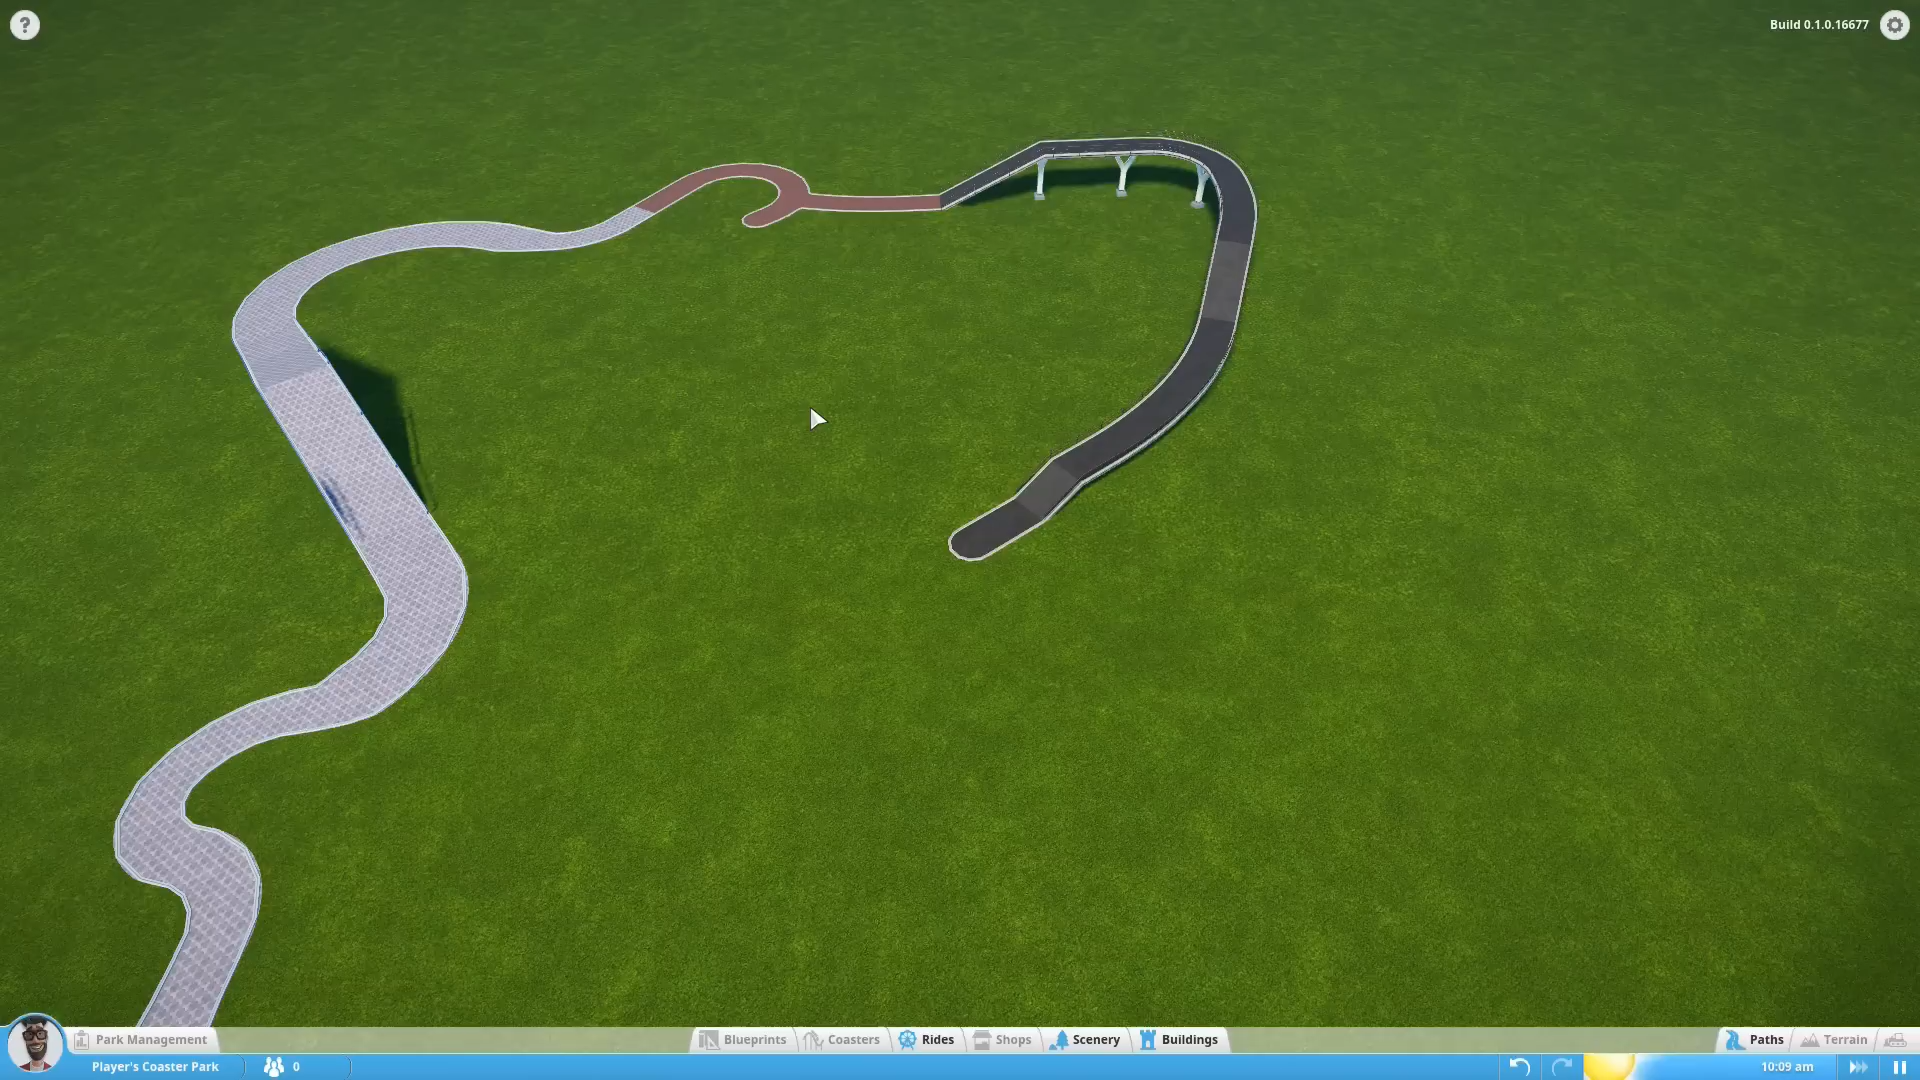 ?
Build 0.1.0.16677
Park Management
Blueprints
Coasters
Rides
Shops
Scenery
Buildings
Paths
Terrain
Player's Coaster Park
0
10:09 am